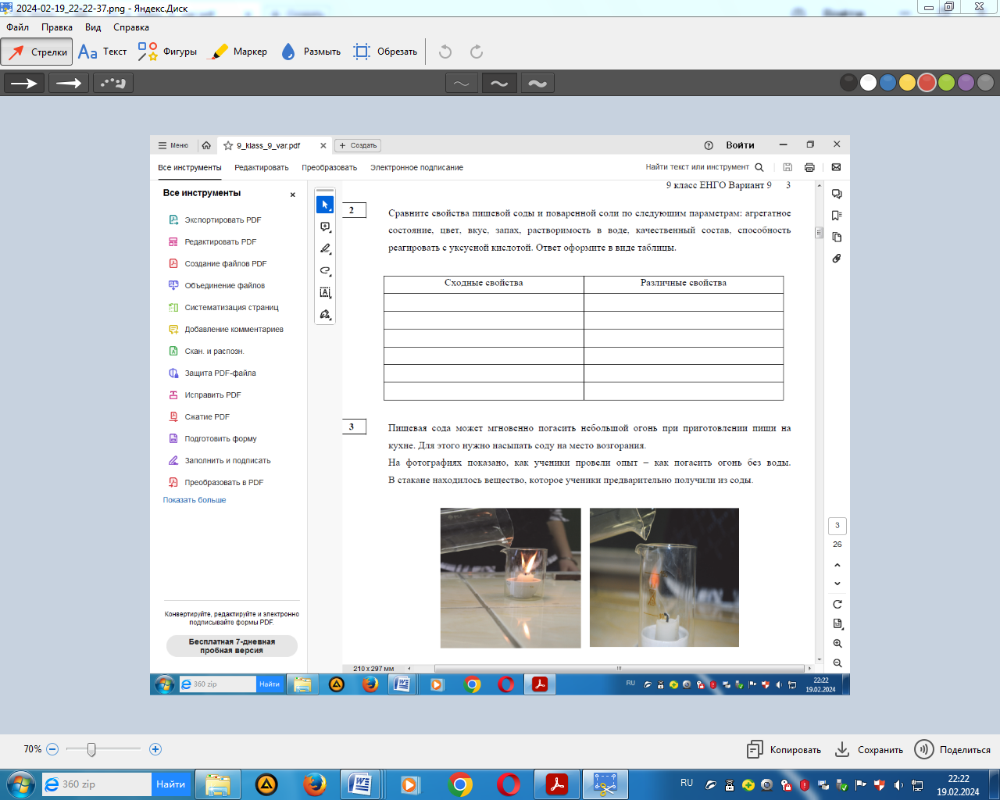 2024-02-19_22-22-37.png - Яндекс.Диск
Файл Правка Вид Справка
Стрелки Текст Фигуры Маркер Размыть Обрезать
Меню 9_klass_9_var.pdf Создать Войти
Все инструменты Редактировать Преобразовать Электронное подписание Найти текст или инструмент
Все инструменты
Экспортировать PDF
Редактировать PDF
Создание файлов PDF
Объединение файлов
Систематизация страниц
Добавление комментариев
Скан. и распозн.
Защита PDF-файла
Исправить PDF
Сжатие PDF
Подготовить форму
Заполнить и подписать
Преобразовать в PDF
Показать больше
Конвертируйте, редактируйте и электронно
подписывайте формы PDF.
Бесплатная 7-дневная
пробная версия
9 класс ЕНГО Вариант 9 3
2
Сравните свойства пищевой соды и поваренной соли по следующим параметрам: агрегатное
состояние, цвет, вкус, запах, растворимость в воде, качественный состав, способность
реагировать с уксусной кислотой. Ответ оформите в виде таблицы.
Сходные свойства Различные свойства
3
Пищевая сода может мгновенно погасить небольшой огонь при приготовлении пищи на
кухне. Для этого нужно насыпать соду на место возгорания.
На фотографиях показано, как ученики провели опыт – как погасить огонь без воды.
В стакане находилось вещество, которое ученики предварительно получили из соды.
3
26
210 x 297 мм
360 zip Найти RU 22:22
19.02.2024
70% Копировать Сохранить Поделиться
360 zip Найти RU 22:22
19.02.2024